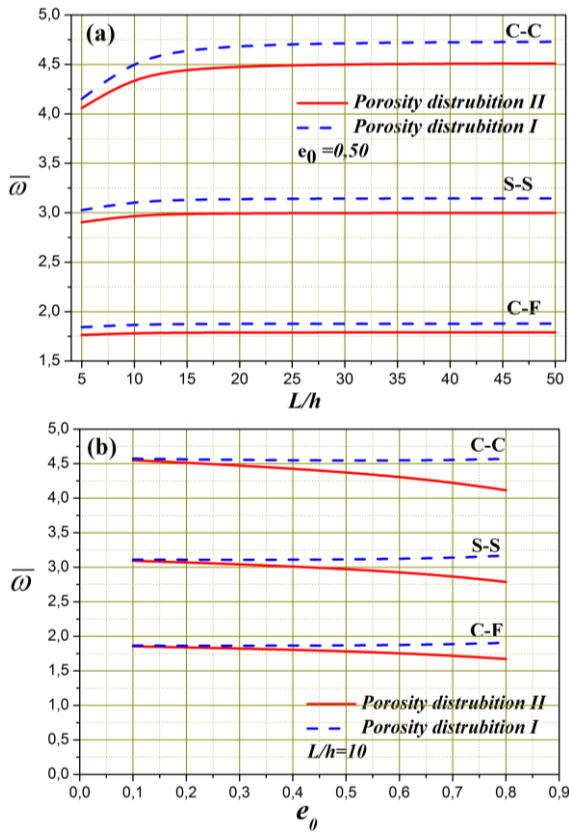 (a)
C-C
Porosity distrubition II
Porosity distrubition I
e₀ =0,50
S-S
C-F
5,0
4,5
4,0
3,5
3,0
2,5
2,0
1,5
ω̅
5 10 15 20 25 30 35 40 45 50
L/h
(b)
C-C
S-S
C-F
Porosity distrubition II
Porosity distrubition I
L/h=10
5,0
4,5
4,0
3,5
3,0
2,5
2,0
1,5
1,0
0,5
0,0
ω̅
0,0 0,1 0,2 0,3 0,4 0,5 0,6 0,7 0,8 0,9
e₀